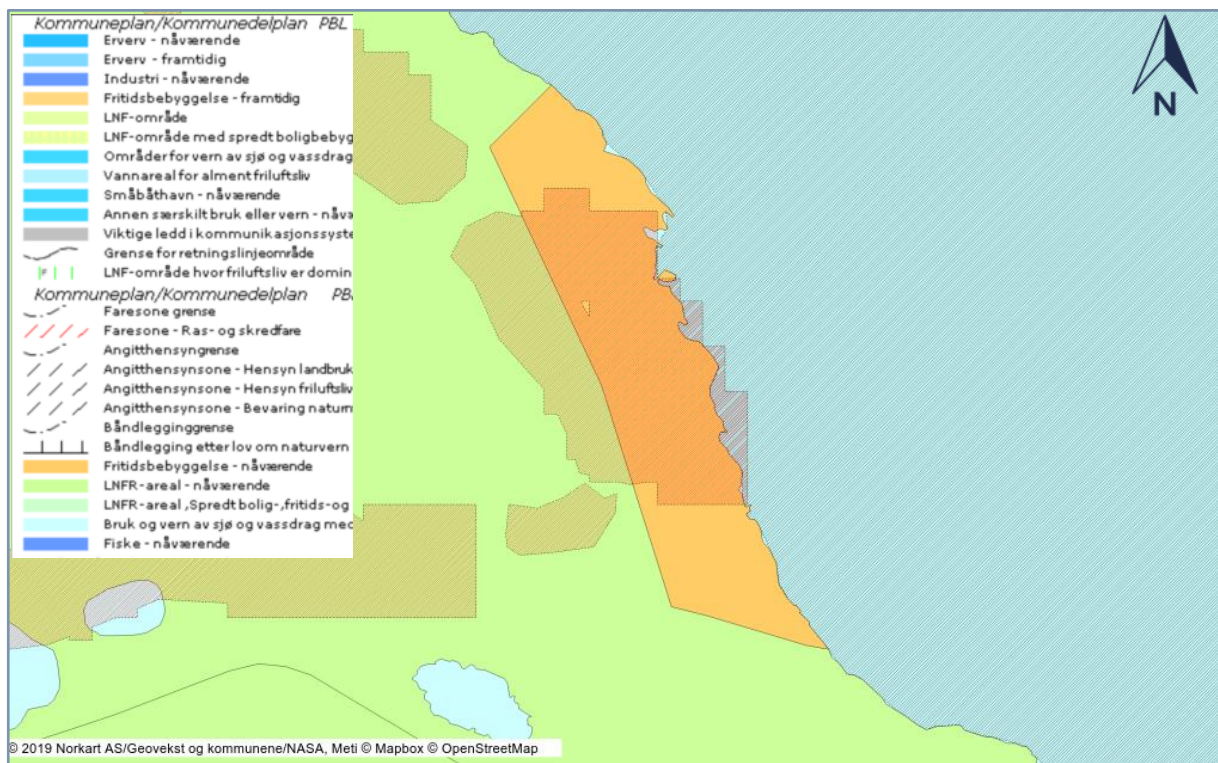 Kommuneplan/Kommunedelplan PBL
Erverv - nåværende
Erverv - framtidig
Industri - nåværende
Fritidsbebyggelse - framtidig
LNF-område
LNF-område med spredt boligbebyg
Områder for vern av sjø og vassdrag
Vannareal for alment friluftsliv
Småbåthavn - nåværende
Annen særskilt bruk eller vern - nåvæ
Viktige ledd i kommunikasjonssyste
Grense for retningslinjeområde
LNF-område hvor friluftsliv er domin
Kommuneplan/Kommunedelplan PB
Faresone grense
Faresone - Ras- og skredfare
Angitthensyngrense
Angitthensynsone - Hensyn landbruk
Angitthensynsone - Hensyn friluftsliv
Angitthensynsone - Bevaring naturm
Båndlegginggrense
Båndlegging etter lov om naturvern
Fritidsbebyggelse - nåværende
LNFR-areal - nåværende
LNFR-areal ,Spredt bolig-,fritids-og
Bruk og vern av sjø og vassdrag med
Fiske - nåværende
N
© 2019 Norkart AS/Geovekst og kommunene/NASA, Meti © Mapbox © OpenStreetMap